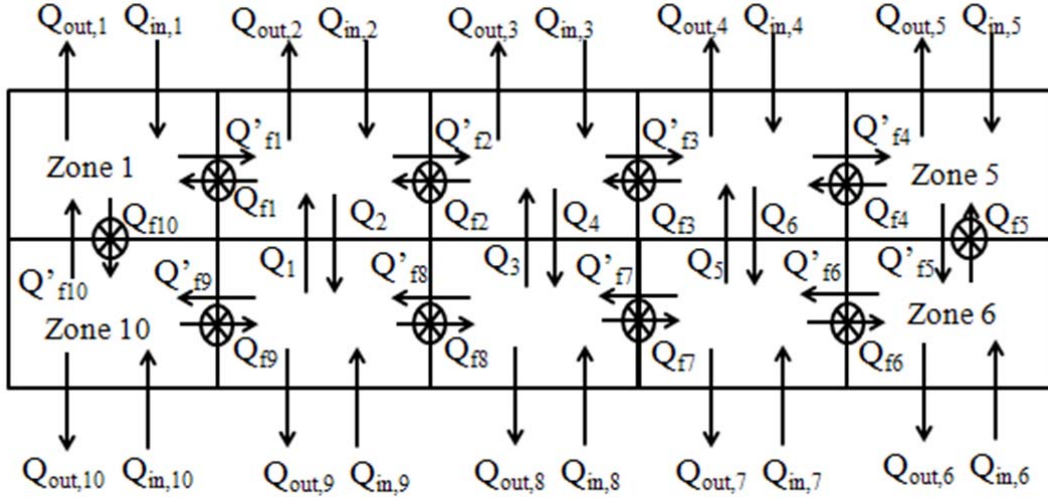 Qout,1 Qin,1 Qout,2 Qin,2 Qout,3 Qin,3 Qout,4 Qin,4 Qout,5 Qin,5
Q’f1 Q’f2 Q’f3 Q’f4
Zone 1 Zone 5
Qf10 Qf1 Q2 Qf2 Q4 Qf3 Q6 Qf4 Qf5
Q’f10 Q’f9 Q1 Q’f8 Q3 Q’f7 Q5 Q’f6 Q’f5
Zone 10 Zone 6
Qf9 Qf8 Qf7 Qf6
Qout,10 Qin,10 Qout,9 Qin,9 Qout,8 Qin,8 Qout,7 Qin,7 Qout,6 Qin,6